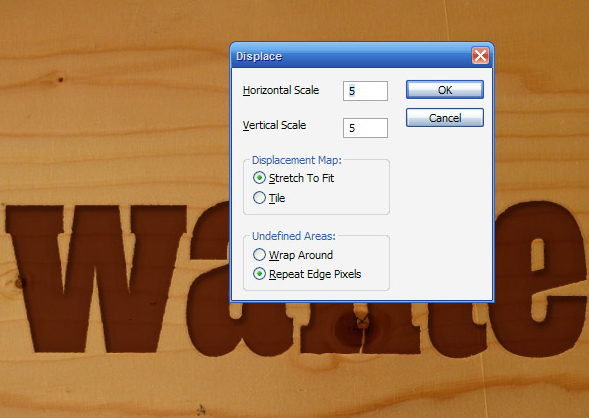 Displace
Horizontal Scale 5 OK
Vertical Scale 5 Cancel
Displacement Map:
Stretch To Fit
Tile
Undefined Areas:
Wrap Around
Repeat Edge Pixels
wante